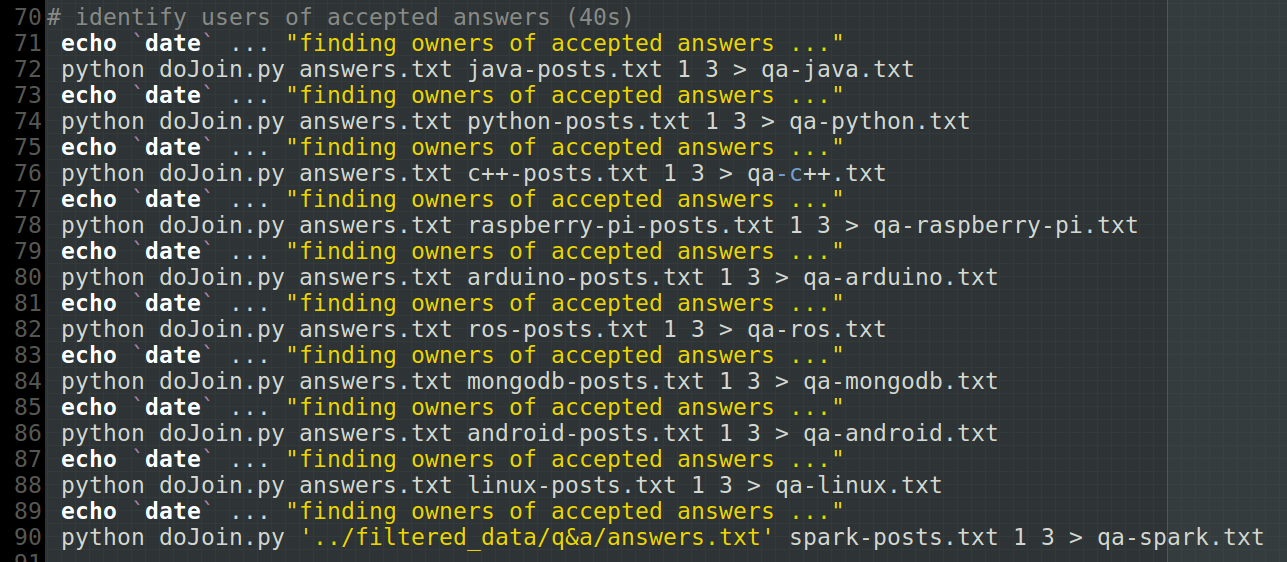 70# identify users of accepted answers (40s)
71 echo `date` ... "finding owners of accepted answers ..."
72 python doJoin.py answers.txt java-posts.txt 1 3 > qa-java.txt
73 echo `date` ... "finding owners of accepted answers ..."
74 python doJoin.py answers.txt python-posts.txt 1 3 > qa-python.txt
75 echo `date` ... "finding owners of accepted answers ..."
76 python doJoin.py answers.txt c++-posts.txt 1 3 > qa-c++.txt
77 echo `date` ... "finding owners of accepted answers ..."
78 python doJoin.py answers.txt raspberry-pi-posts.txt 1 3 > qa-raspberry-pi.txt
79 echo `date` ... "finding owners of accepted answers ..."
80 python doJoin.py answers.txt arduino-posts.txt 1 3 > qa-arduino.txt
81 echo `date` ... "finding owners of accepted answers ..."
82 python doJoin.py answers.txt ros-posts.txt 1 3 > qa-ros.txt
83 echo `date` ... "finding owners of accepted answers ..."
84 python doJoin.py answers.txt mongodb-posts.txt 1 3 > qa-mongodb.txt
85 echo `date` ... "finding owners of accepted answers ..."
86 python doJoin.py answers.txt android-posts.txt 1 3 > qa-android.txt
87 echo `date` ... "finding owners of accepted answers ..."
88 python doJoin.py answers.txt linux-posts.txt 1 3 > qa-linux.txt
89 echo `date` ... "finding owners of accepted answers ..."
90 python doJoin.py '../filtered_data/q&a/answers.txt' spark-posts.txt 1 3 > qa-spark.txt
91